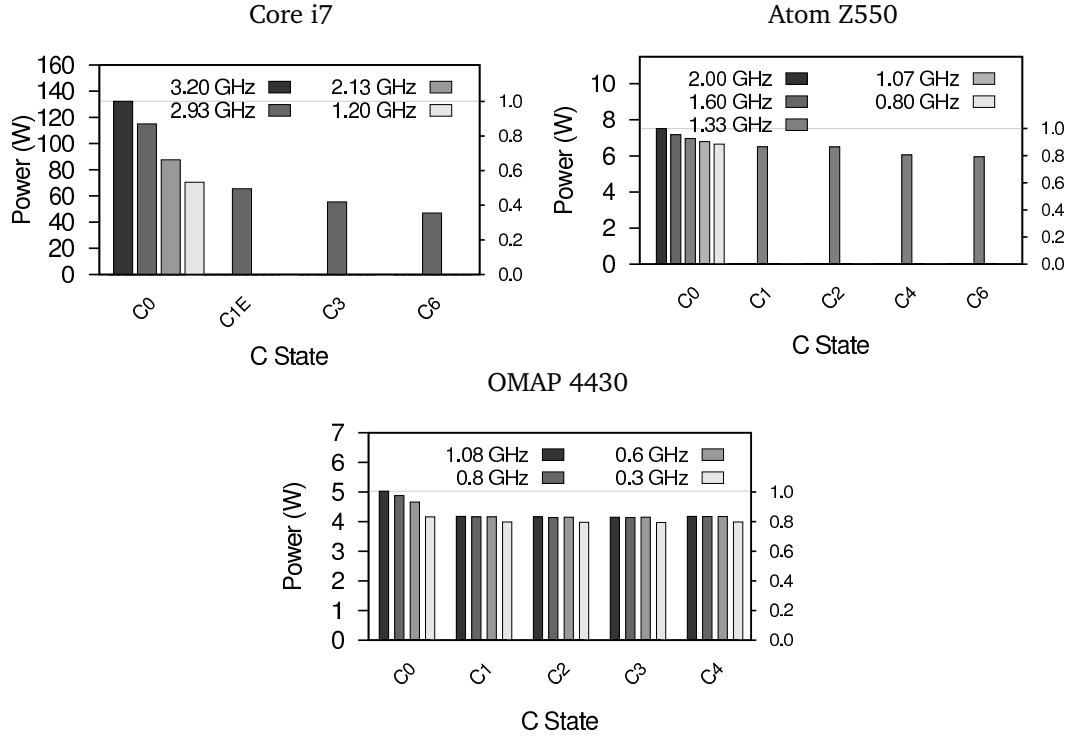 Core i7
160
140
120
100
80
60
40
20
0
Power (W)
3.20 GHz
2.13 GHz
2.93 GHz
1.20 GHz
1.0
0.8
0.6
0.4
0.2
0.0
C0
C1E
C3
C6
C State
Atom Z550
10
8
6
4
2
0
Power (W)
2.00 GHz
1.07 GHz
1.60 GHz
0.80 GHz
1.33 GHz
1.0
0.8
0.6
0.4
0.2
0.0
C0
C1
C2
C4
C6
C State
OMAP 4430
7
6
5
4
3
2
1
0
Power (W)
1.08 GHz
0.6 GHz
0.8 GHz
0.3 GHz
1.0
0.8
0.6
0.4
0.2
0.0
C0
C1
C2
C3
C4
C State